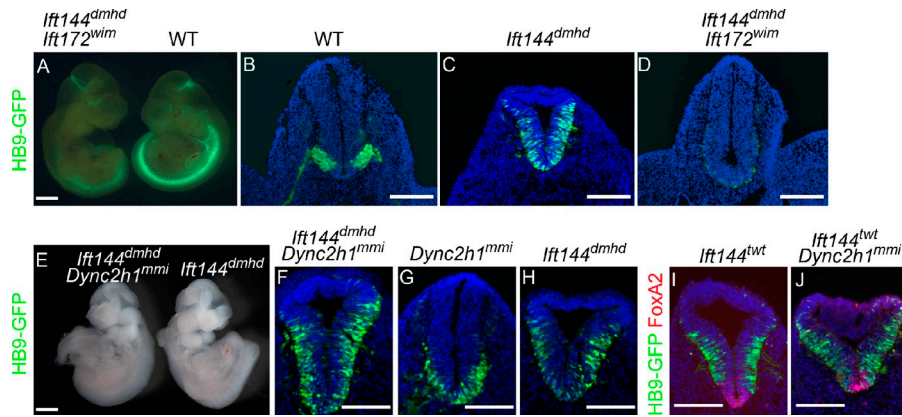 Ift144dmhd
Ift172wim
WT
WT
Ift144dmhd
Ift144dmhd
Ift172wim
HB9-GFP
A
B
C
D
Ift144dmhd
Dync2h1mmi
Dync2h1mmi
Ift144dmhd
Ift144twt
Ift144twt
Dync2h1mmi
HB9-GFP
E
Ift144dmhd
Dync2h1mmi
Ift144dmhd
F
G
H
HB9-GFP FoxA2
I
J